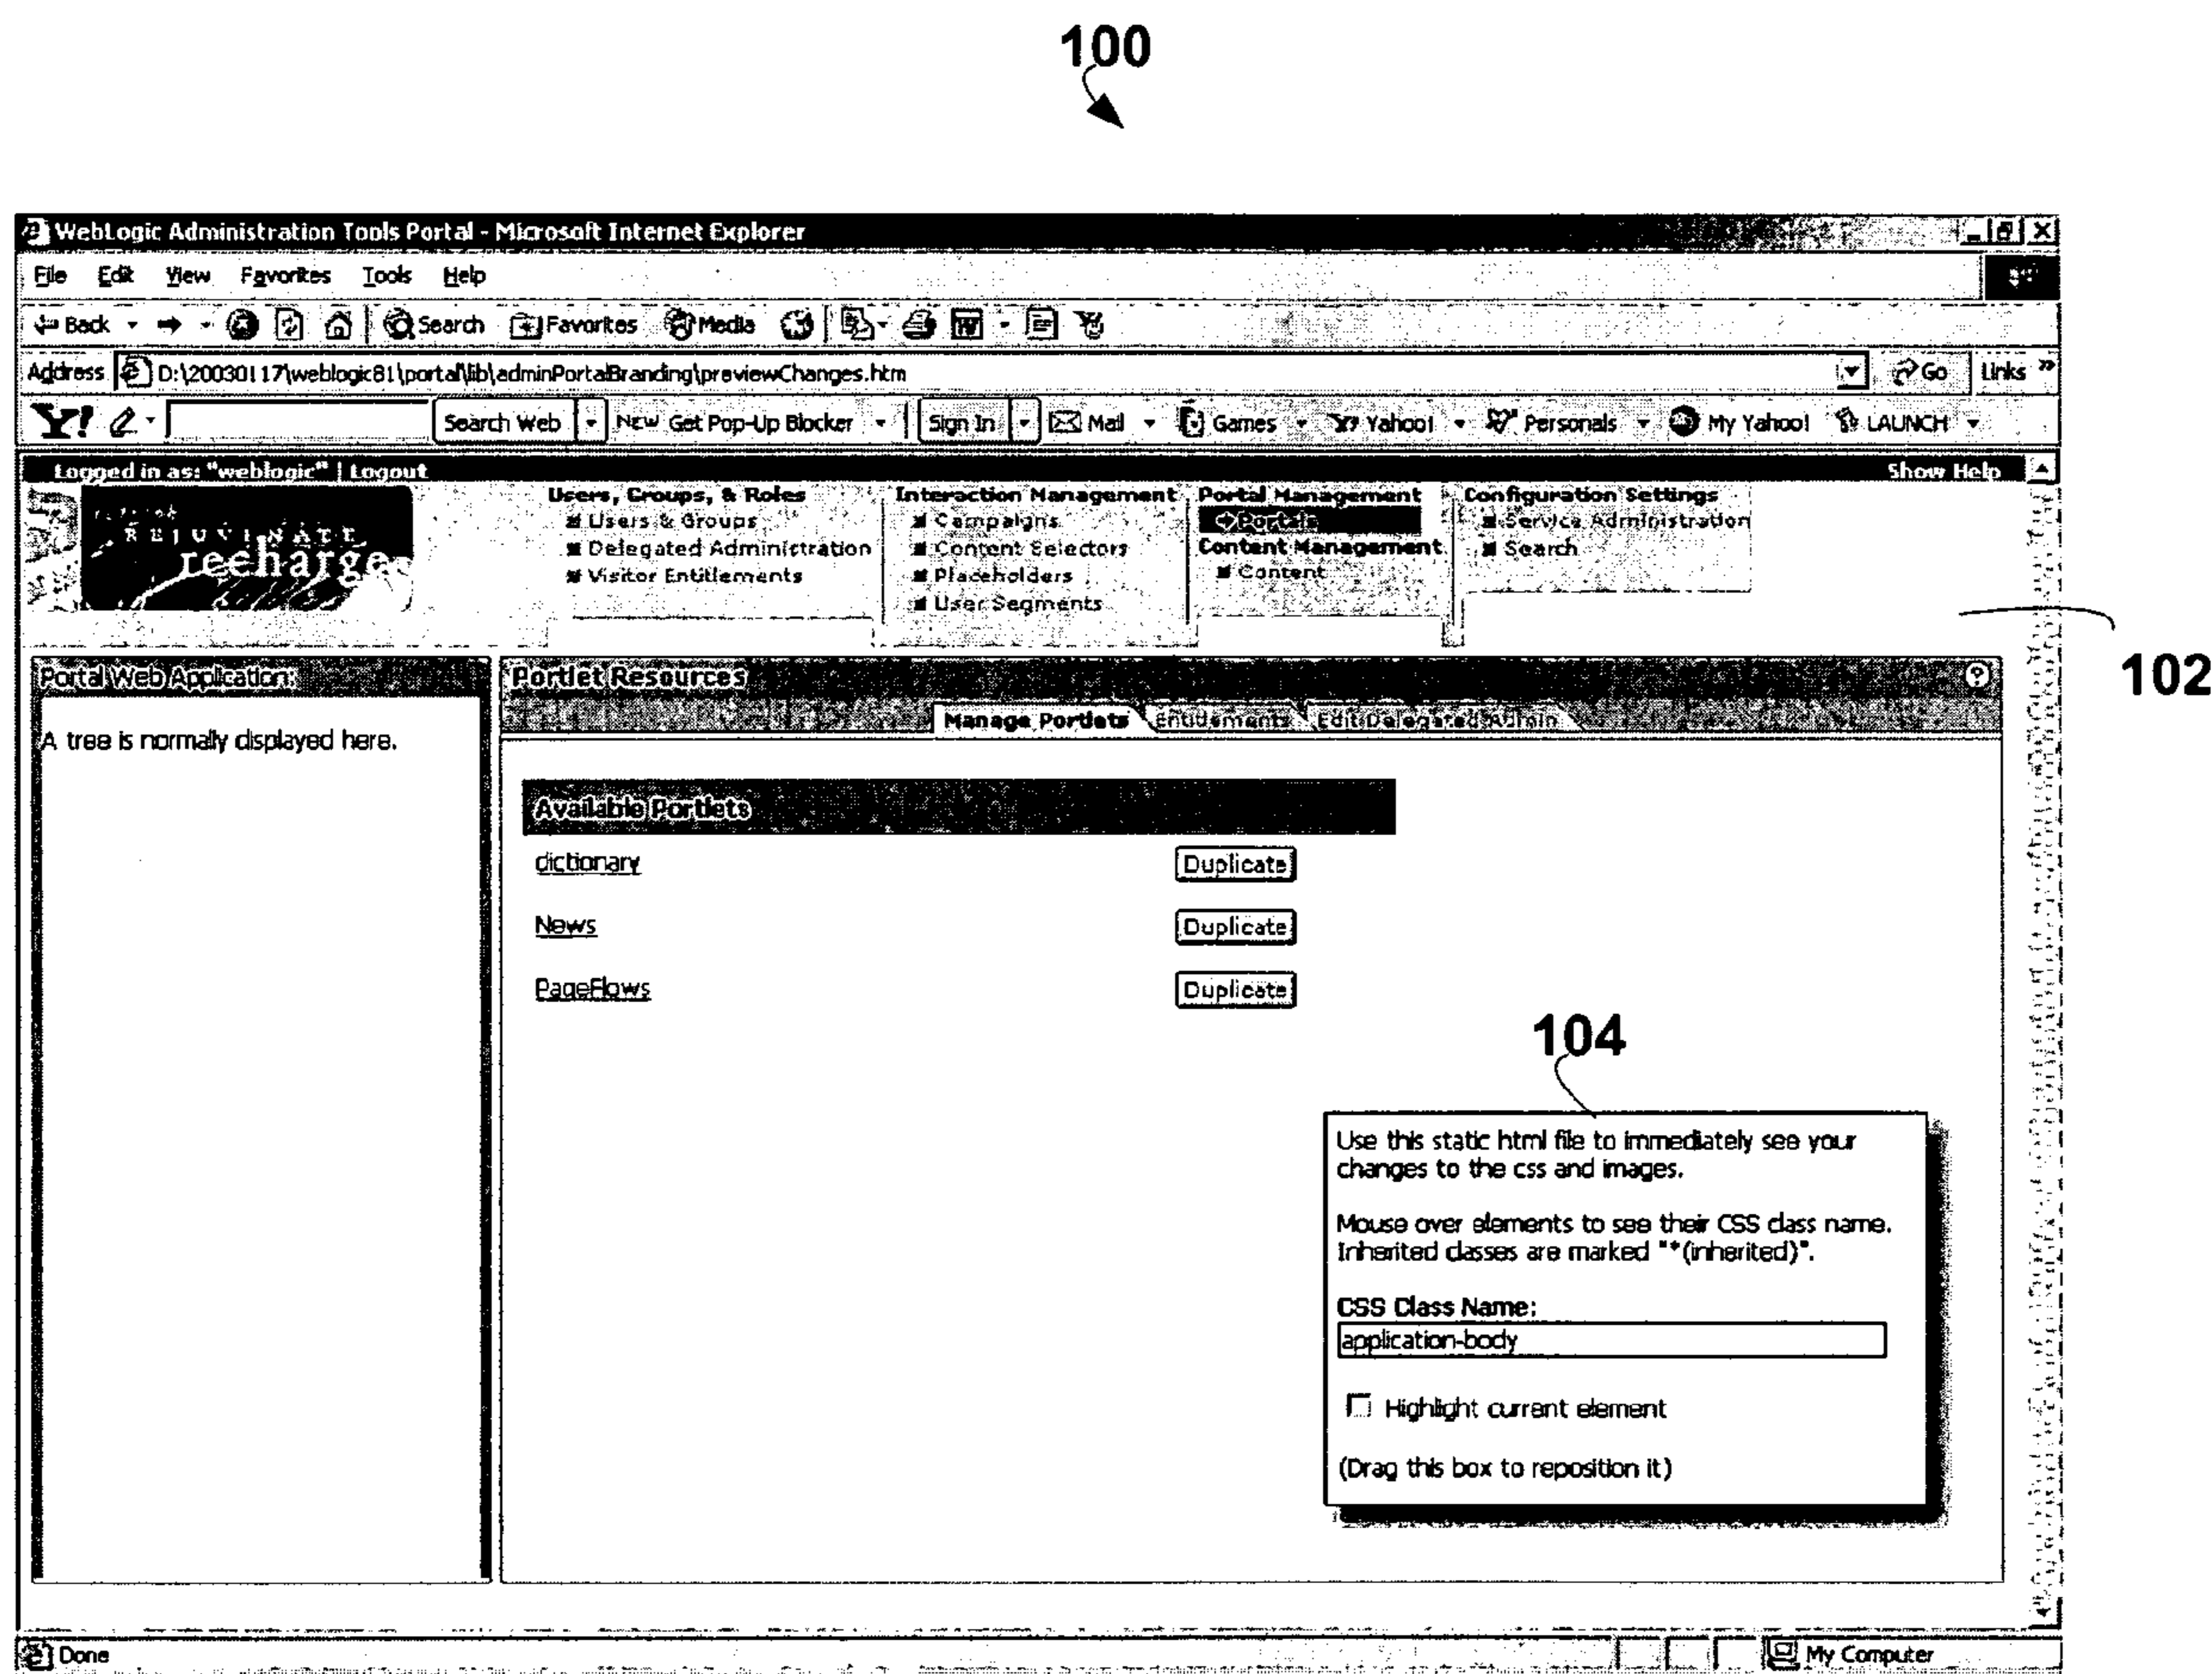 100
WebLogic Administration Tools Portal - Microsoft Internet Explorer
File Edit View Favorites Tools Help
Back Search Favorites Media
Address D:\20030117\weblogic81\portal\lib\adminPortalBranding\previewChanges.htm Go Links »
Y! Search Web NEW Get Pop-Up Blocker Sign In Mail Games Yahoo! Personals My Yahoo! LAUNCH
Logged in as: "weblogic" | Logout Show Help
REJUVINATE
recharge
Users, Groups, & Roles
Users & Groups
Delegated Administration
Visitor Entitlements
Interaction Management
Campaigns
Content Selectors
Placeholders
User Segments
Portal Management
Portals
Content Management
Content
Configuration Settings
Service Administration
Search
102
Portal Web Application:
A tree is normally displayed here.
Portlet Resources ?
Manage Portlets Entitlements Edit Delegated Admin
Available Portlets
dictionary Duplicate
News Duplicate
PageFlows Duplicate
104
Use this static html file to immediately see your
changes to the css and images.
Mouse over elements to see their CSS class name.
Inherited classes are marked "*(inherited)".
CSS Class Name:
application-body
Highlight current element
(Drag this box to reposition it)
Done My Computer